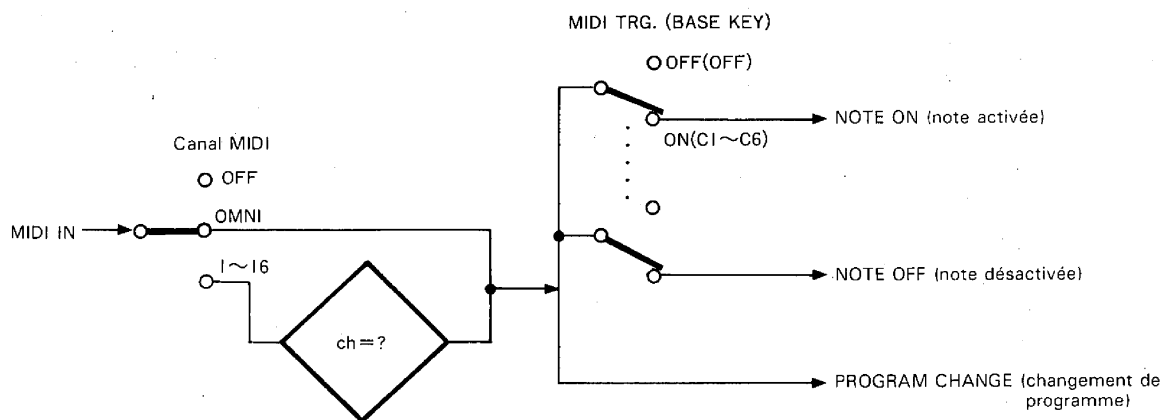 MIDI TRG. (BASE KEY)
OFF(OFF)
NOTE ON (note activée)
ON(C1～C6)
Canal MIDI
OFF
OMNI
MIDI IN
1～16
NOTE OFF (note désactivée)
ch=?
PROGRAM CHANGE (changement de
programme)